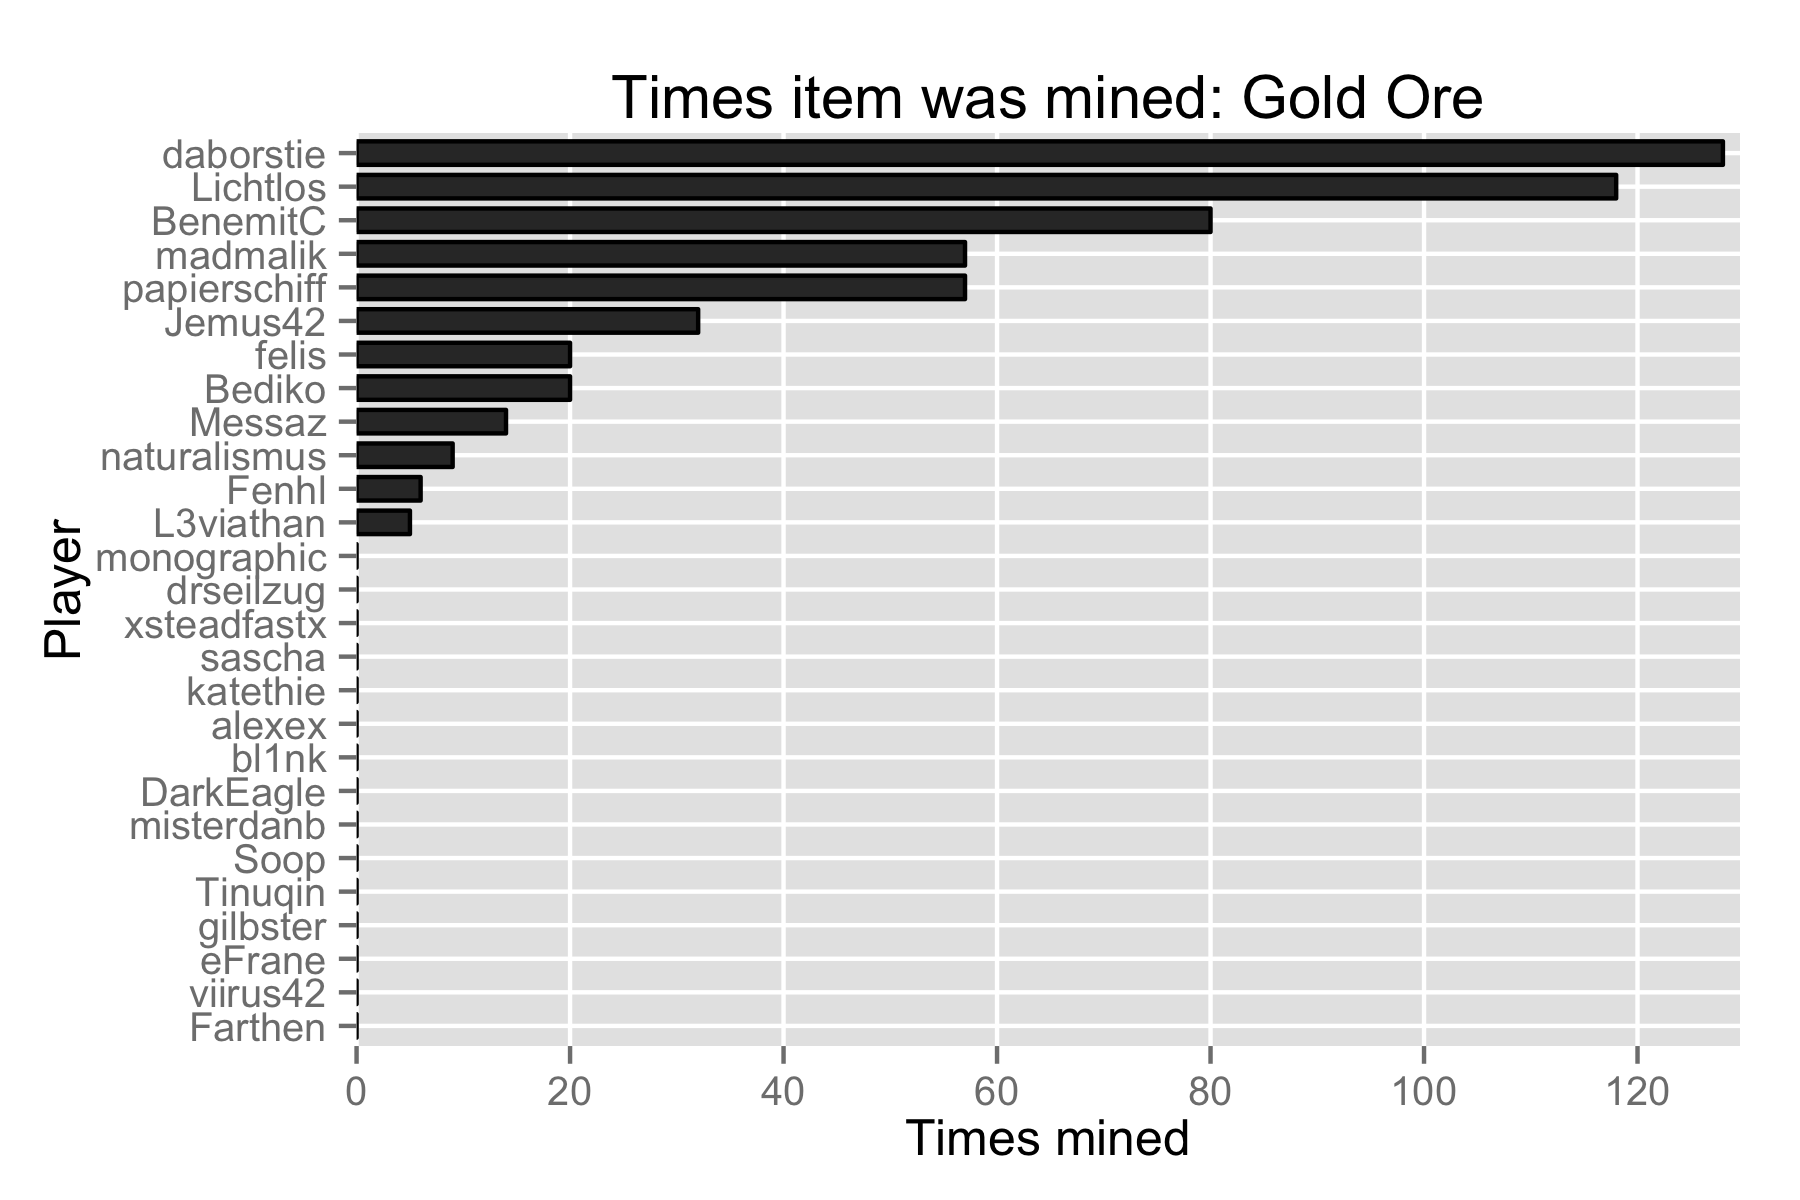 Times item was mined: Gold Ore
daborstie
Lichtlos
BenemitC
madmalik
papierschiff
Jemus42
felis
Bediko
Messaz
naturalismus
Fenhl
L3viathan
monographic
drseilzug
xsteadfastx
sascha
katethie
alexex
bl1nk
DarkEagle
misterdanb
Soop
Tinuqin
gilbster
eFrane
viirus42
Farthen
Player
0 20 40 60 80 100 120
Times mined